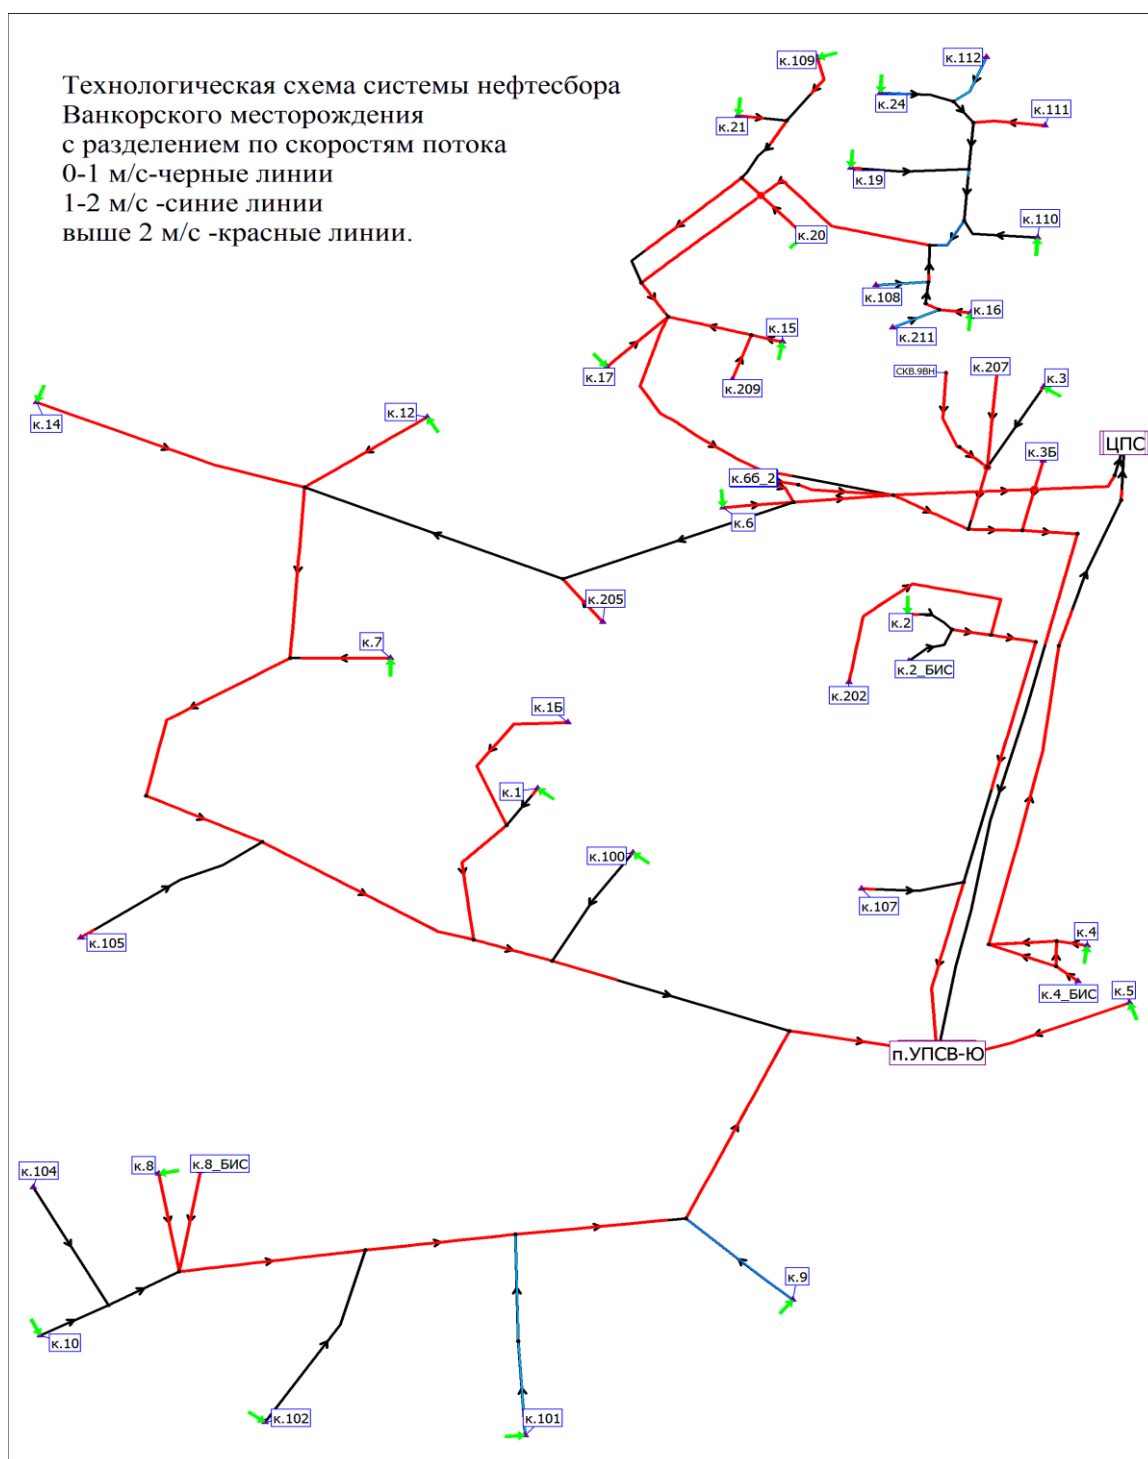 Технологическая схема системы нефтесбора
Ванкорского месторождения
с разделением по скоростям потока
0-1 м/с-черные линии
1-2 м/с -синие линии
выше 2 м/с -красные линии.
к.109
к.112
к.24
к.21
к.111
к.19
к.110
к.20
к.108
к.16
к.211
к.15
к.17
к.209
СКВ.9ВН
к.207
к.3
к.14
к.12
ЦПС
к.3Б
к.6б_2
к.6
к.205
к.2
к.7
к.2_БИС
к.202
к.1Б
к.1
к.100
к.107
к.105
к.4
к.4_БИС
к.5
п.УПСВ-Ю
к.104
к.8
к.8_БИС
к.9
к.10
к.102
к.101